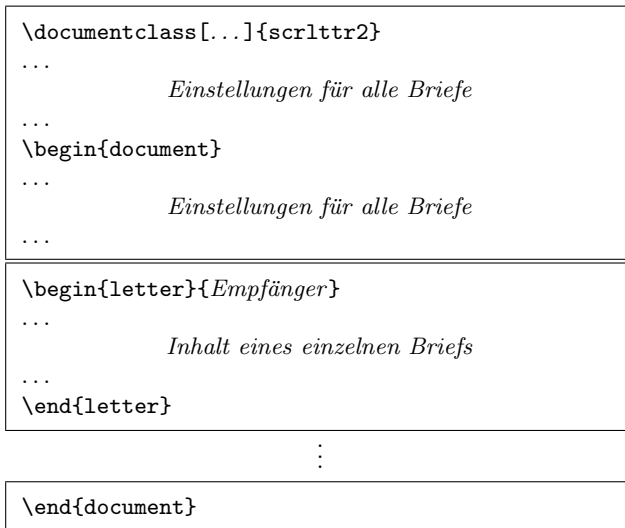 \documentclass[...]{scrlttr2}
...
Einstellungen für alle Briefe
...
\begin{document}
...
Einstellungen für alle Briefe
...
\begin{letter}{Empfänger}
...
Inhalt eines einzelnen Briefs
...
\end{letter}
⋮
\end{document}